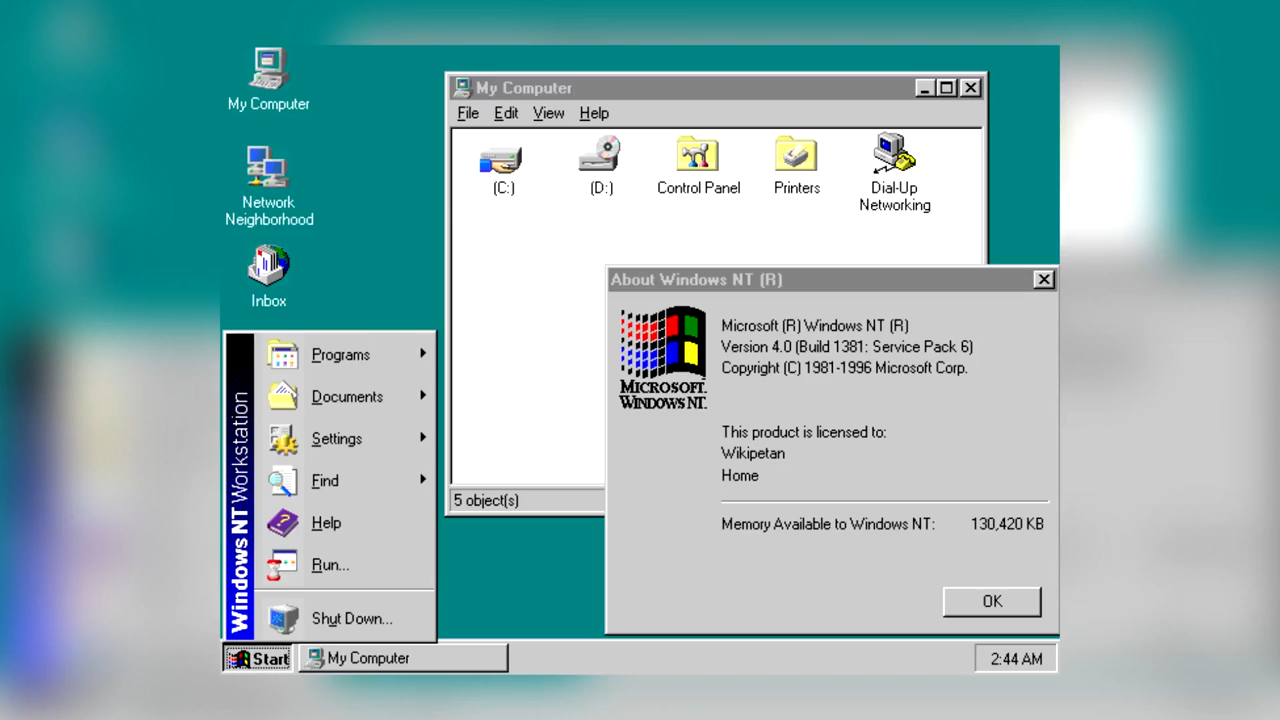 My Computer
Network
Neighborhood
Inbox
My Computer
File Edit View Help
(C:)
(D:)
Control Panel
Printers
Dial-Up
Networking
5 object(s)
About Windows NT (R)
MICROSOFT.
WINDOWS NT.
Microsoft (R) Windows NT (R)
Version 4.0 (Build 1381: Service Pack 6)
Copyright (C) 1981-1996 Microsoft Corp.
This product is licensed to:
Wikipetan
Home
Memory Available to Windows NT: 130,420 KB
OK
Windows NT Workstation
Programs
Documents
Settings
Find
Help
Run...
Shut Down...
Start
My Computer
2:44 AM